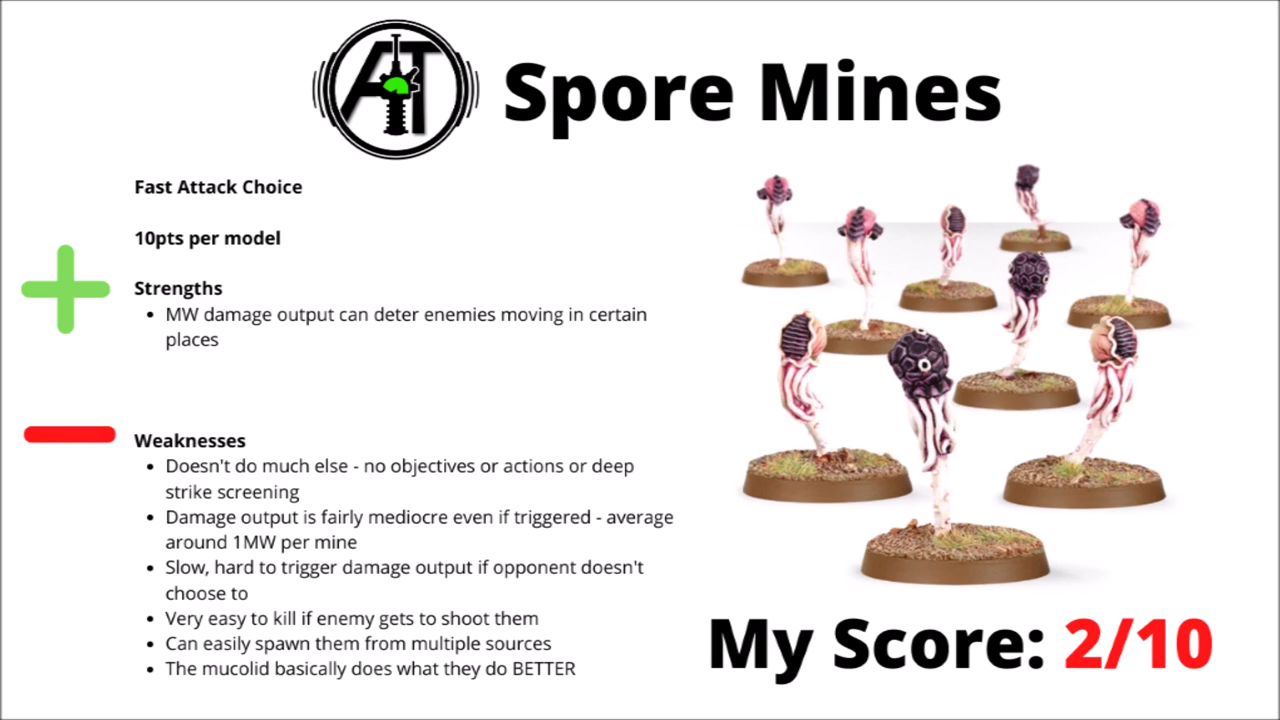 AT
Spore Mines
Fast Attack Choice
10pts per model
Strengths
• MW damage output can deter enemies moving in certain
places
Weaknesses
• Doesn't do much else - no objectives or actions or deep
strike screening
• Damage output is fairly mediocre even if triggered - average
around 1MW per mine
• Slow, hard to trigger damage output if opponent doesn't
choose to
• Very easy to kill if enemy gets to shoot them
• Can easily spawn them from multiple sources
• The mucolid basically does what they do BETTER
My Score: 2/10